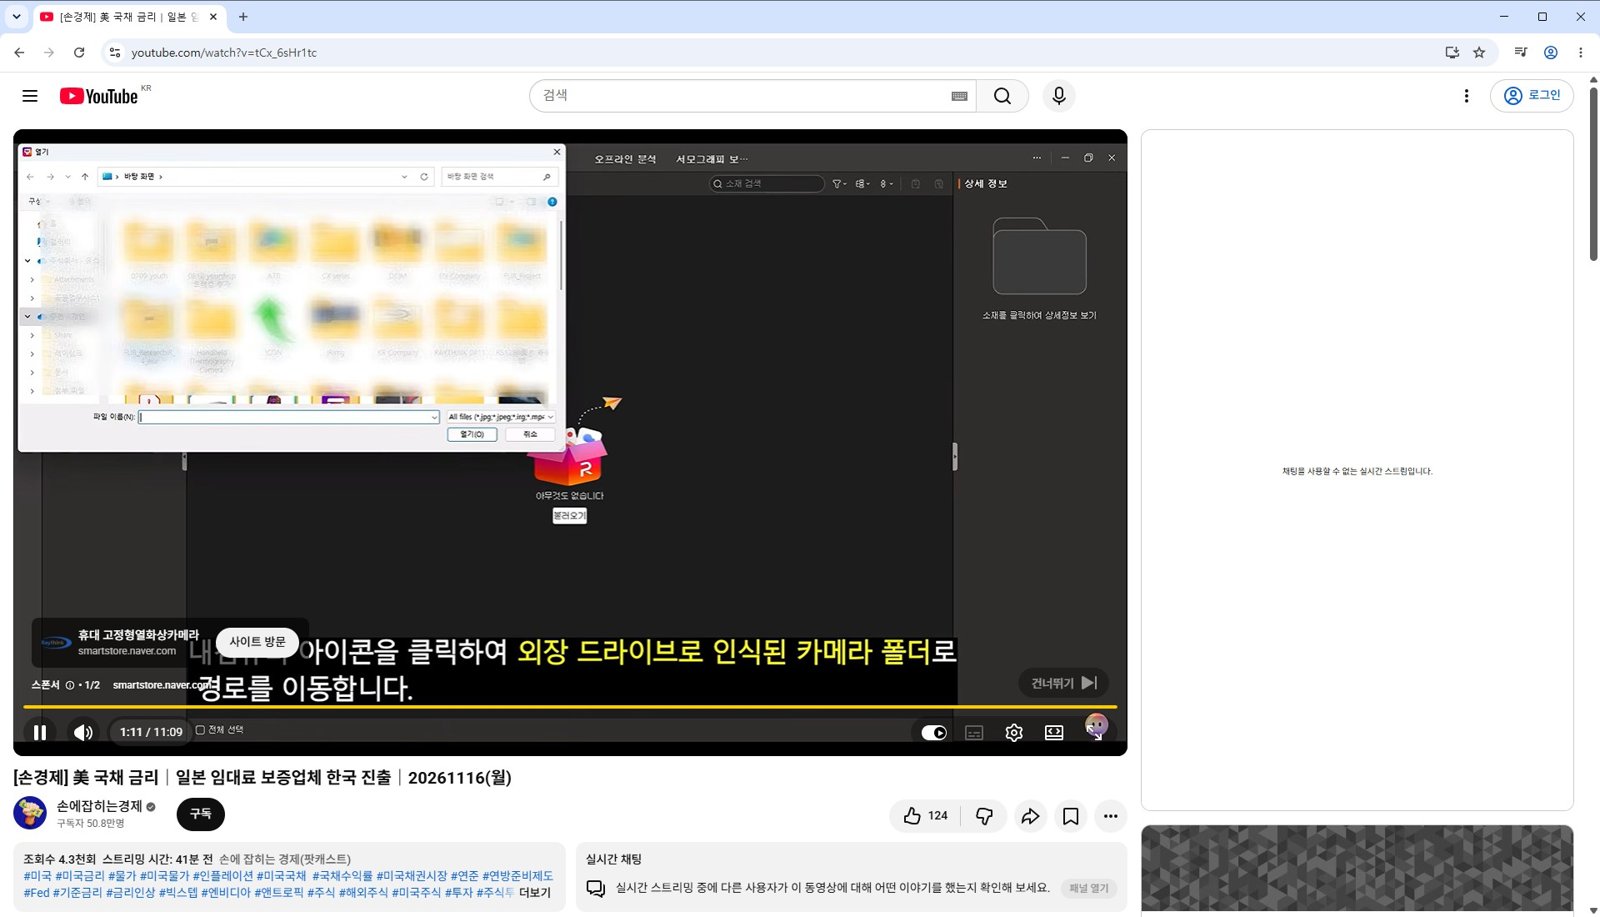 [손경제] 美 국채 금리 | 일본 임
youtube.com/watch?v=tCx_6sHr1tc
YouTube KR
검색
로그인
열기
바탕 화면
바탕 화면 검색
파일 이름(N):
All files (*.jpg;*.jpeg;*.irg;*.mp4
열기(O)
취소
오프라인 분석
서모그래피 보…
소재 검색
상세 정보
소재를 클릭하여 상세정보 보기
R
아무것도 없습니다
불러오기
휴대 고정형열화상카메라
smartstore.naver.com
사이트 방문
아이콘을 클릭하여 외장 드라이브로 인식된 카메라 폴더로
경로를 이동합니다.
스폰서 · 1/2 smartstore.naver.com
건너뛰기
1:11 / 11:09
전체 선택
채팅을 사용할 수 없는 실시간 스트림입니다.
[손경제] 美 국채 금리｜일본 임대료 보증업체 한국 진출｜20261116(월)
손에잡히는경제
구독자 50.8만명
구독
124
조회수 4.3천회 스트리밍 시간: 41분 전 손에 잡히는 경제(팟캐스트)
#미국 #미국금리 #물가 #미국물가 #인플레이션 #미국국채 #국채수익률 #미국채권시장 #연준 #연방준비제도
#Fed #기준금리 #금리인상 #빅스텝 #엔비디아 #앤트로픽 #주식 #해외주식 #미국주식 #투자 #주식투 더보기
실시간 채팅
실시간 스트리밍 중에 다른 사용자가 이 동영상에 대해 어떤 이야기를 했는지 확인해 보세요.
패널 열기